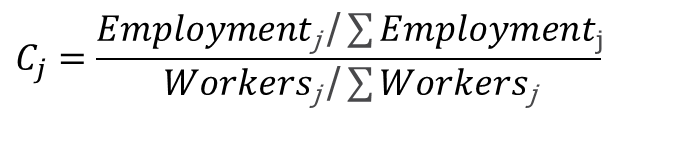 C_j = (Employment_j / ∑ Employment_j) / (Workers_j / ∑ Workers_j)